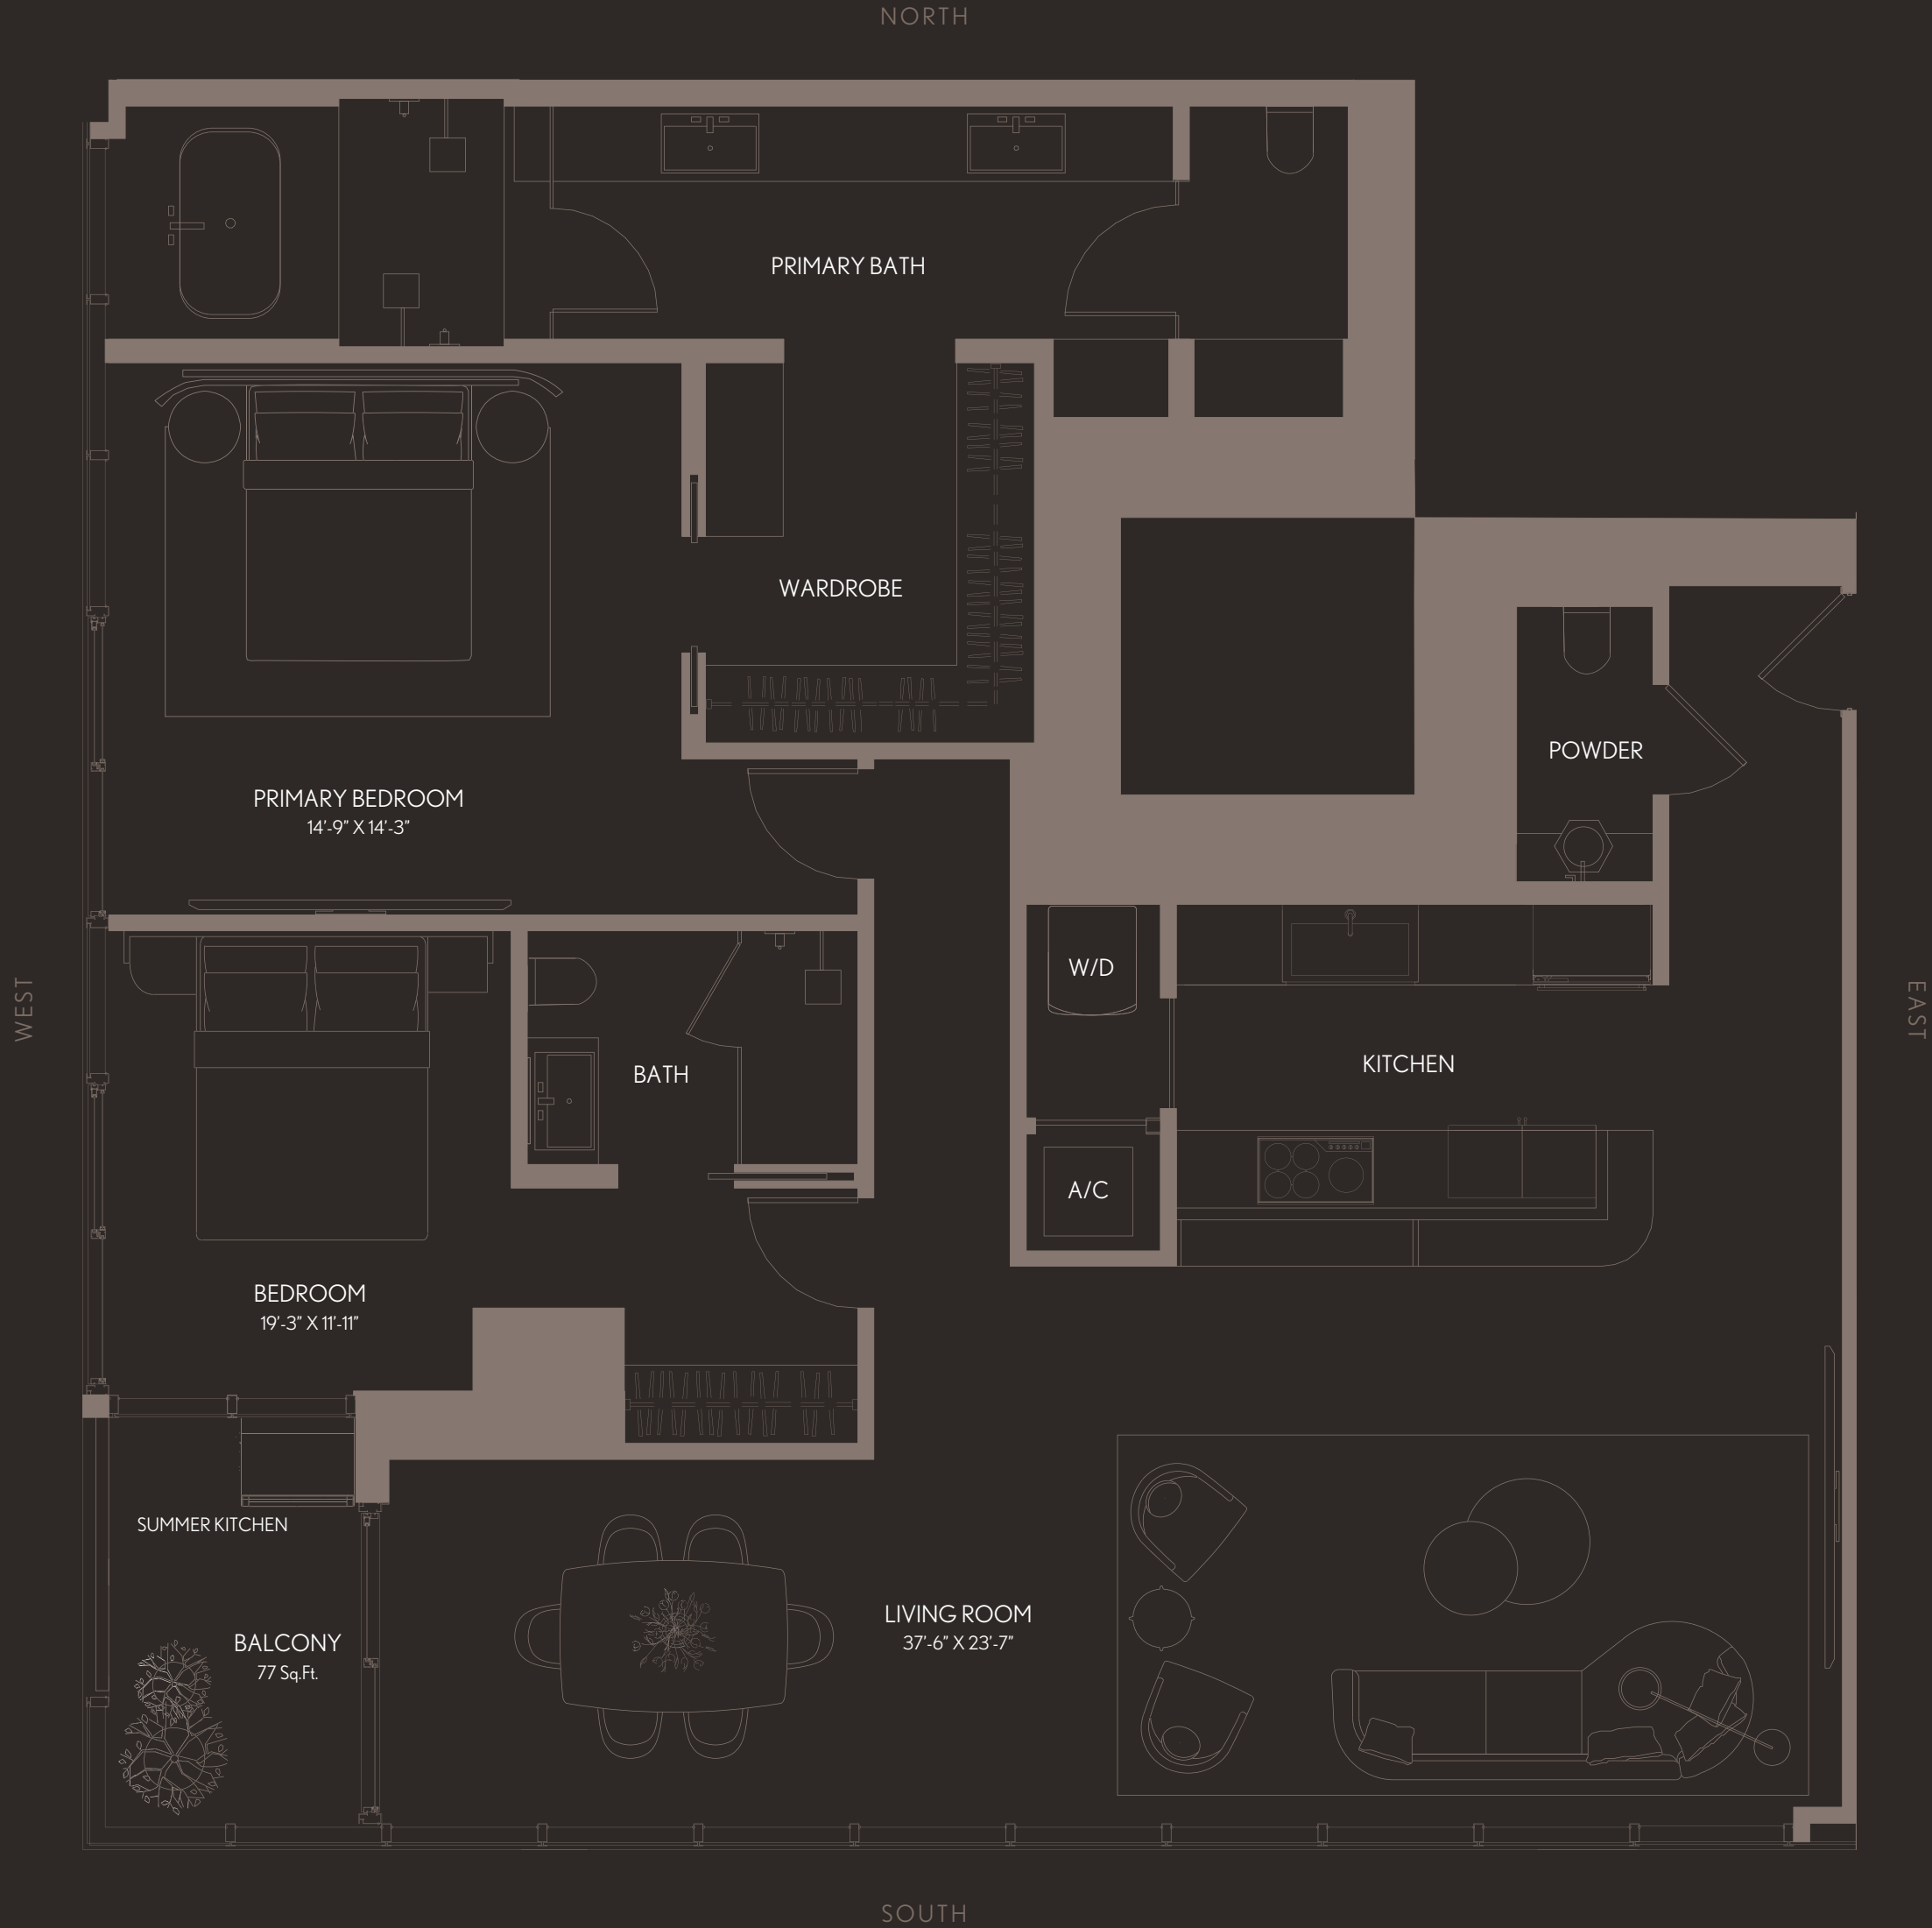 NORTH
PRIMARY BATH
WARDROBE
POWDER
PRIMARY BEDROOM
14'-9" X 14'-3"
W/D
WEST
EAST
KITCHEN
BATH
A/C
BEDROOM
19'-3" X 11'-11"
SUMMER KITCHEN
LIVING ROOM
37'-6" X 23'-7"
BALCONY
77 Sq.Ft.
SOUTH